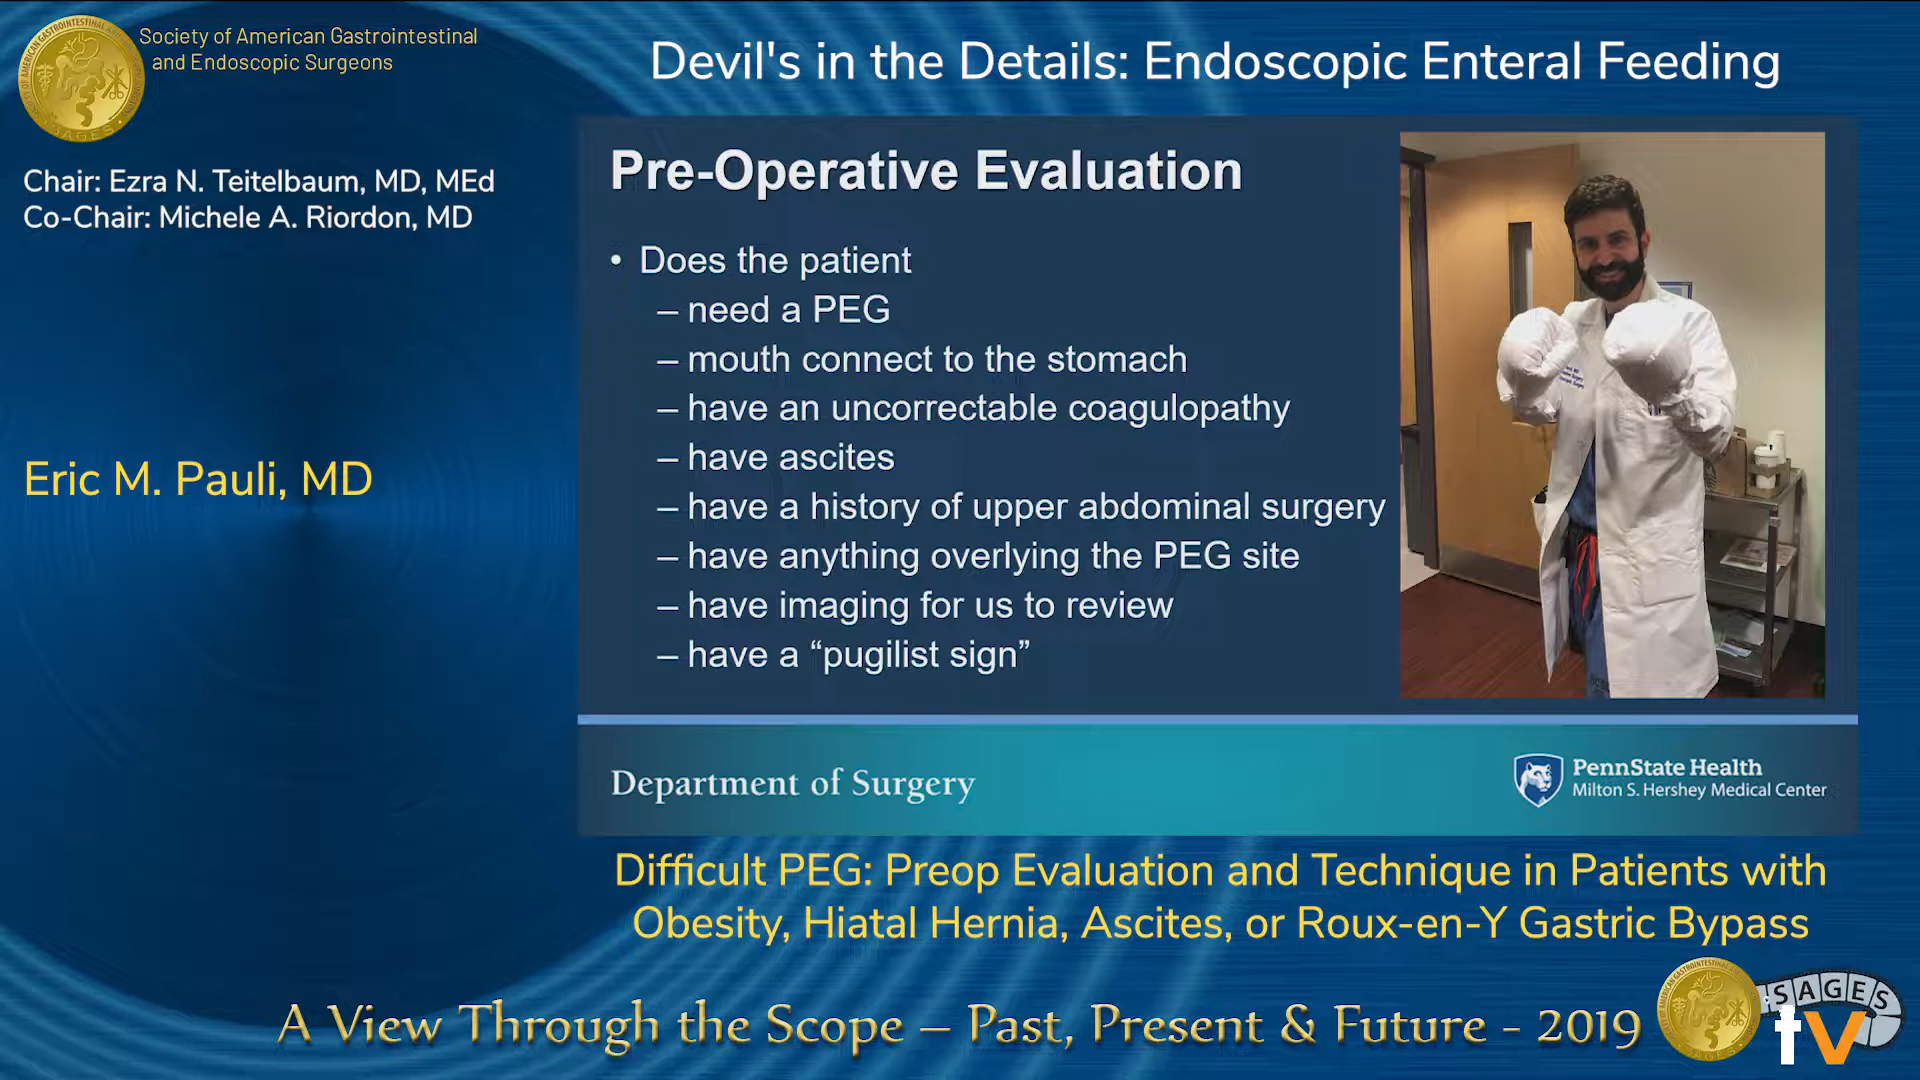 Society of American Gastrointestinal
and Endoscopic Surgeons
Devil's in the Details: Endoscopic Enteral Feeding
Chair: Ezra N. Teitelbaum, MD, MEd
Co-Chair: Michele A. Riordon, MD
Eric M. Pauli, MD
Pre-Operative Evaluation
• Does the patient
– need a PEG
– mouth connect to the stomach
– have an uncorrectable coagulopathy
– have ascites
– have a history of upper abdominal surgery
– have anything overlying the PEG site
– have imaging for us to review
– have a “pugilist sign”
Department of Surgery
PennState Health
Milton S. Hershey Medical Center
Difficult PEG: Preop Evaluation and Technique in Patients with
Obesity, Hiatal Hernia, Ascites, or Roux-en-Y Gastric Bypass
A View Through the Scope – Past, Present & Future - 2019
SAGES
tv